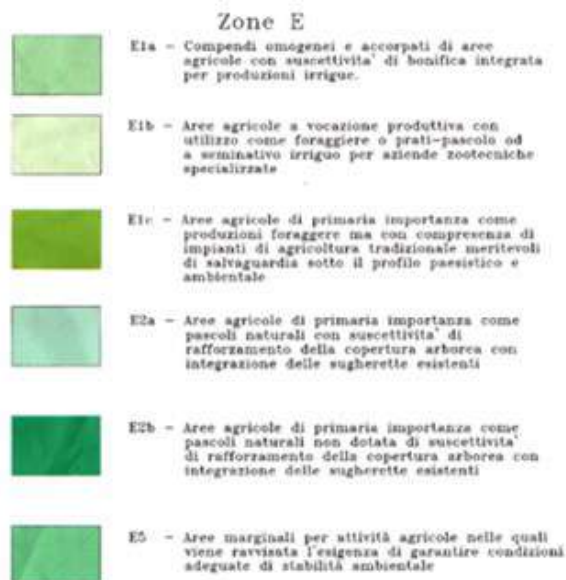 Zone E
E1a - Compendi omogenei e accorpati di aree
agricole con suscettivita' di bonifica integrata
per produzioni irrigue.
E1b - Aree agricole a vocazione produttiva con
utilizzo come foraggiere o prati-pascolo od
a seminativo irriguo per aziende zootecniche
specializzate
E1c - Aree agricole di primaria importanza come
produzioni foraggere ma con compresenza di
impianti di agricoltura tradizionale meritevoli
di salvaguardia sotto il profilo paesistico e
ambientale
E2a - Aree agricole di primaria importanza come
pascoli naturali con suscettivita' di
rafforzamento della copertura arborea con
integrazione delle sugherette esistenti
E2b - Aree agricole di primaria importanza come
pascoli naturali non dotata di suscettivita'
di rafforzamento della copertura arborea con
integrazione delle sugherette esistenti
E5 - Aree marginali per attività agricole nelle quali
viene ravvisata l'esigenza di garantire condizioni
adeguate di stabilità ambientale